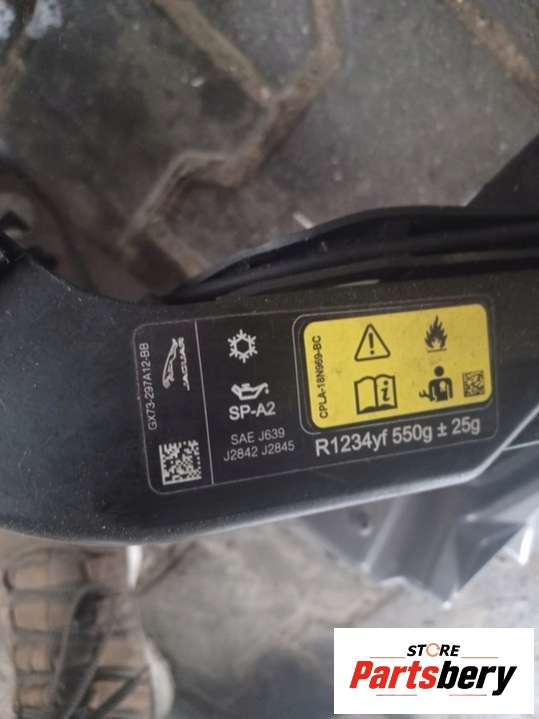 GX73-297A12-BB
JAGUAR
SP-A2
SAE J639
J2842 J2845
CPLA-18N969-BC
R1234yf 550g ± 25g
STORE
Partsbery